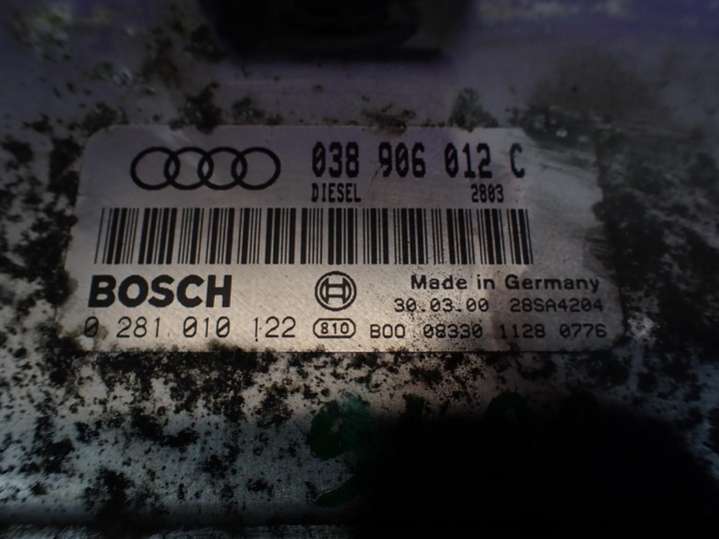 038 906 012 C
DIESEL 2803
BOSCH
Made in Germany
30.03.00 28SA4204
0 281 010 122 810 B00 08330 1128 0776